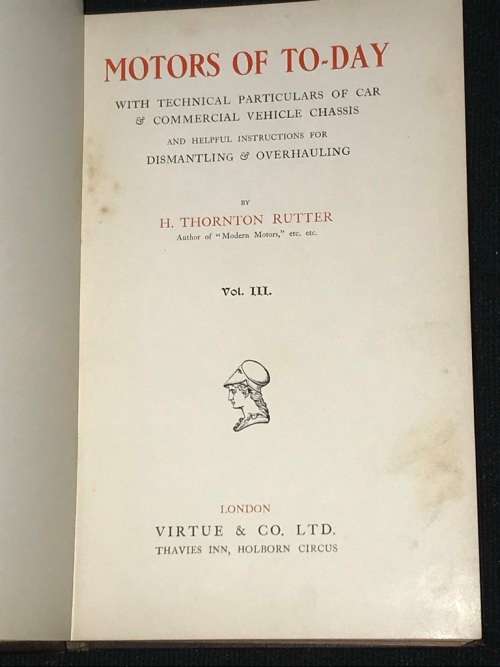 MOTORS OF TO-DAY
WITH TECHNICAL PARTICULARS OF CAR
& COMMERCIAL VEHICLE CHASSIS
AND HELPFUL INSTRUCTIONS FOR
DISMANTLING & OVERHAULING
BY
H. THORNTON RUTTER
Author of "Modern Motors," etc. etc.
Vol. III.
LONDON
VIRTUE & CO. LTD.
THAVIES INN, HOLBORN CIRCUS